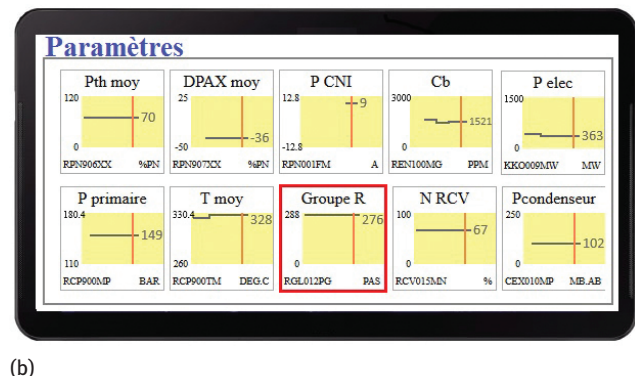 Paramètres
Pth moy DPAX moy P CNI Cb P elec
120 25 12.8 3000 1500
70 -36 9 1521 363
0 -50 -12.8 0 0
RPN906XX %PN RPN907XX %PN RPN001FM A REN100MG PPM KKO009MW MW
P primaire T moy Groupe R N RCV Pcondenseur
180.4 330.4 288 100 250
149 328 276 67 102
110 260 0 0 0
RCP900MP BAR RCP900TM DEG.C RGL012PG PAS RCV015MN % CEX010MP MB.AB
(b)